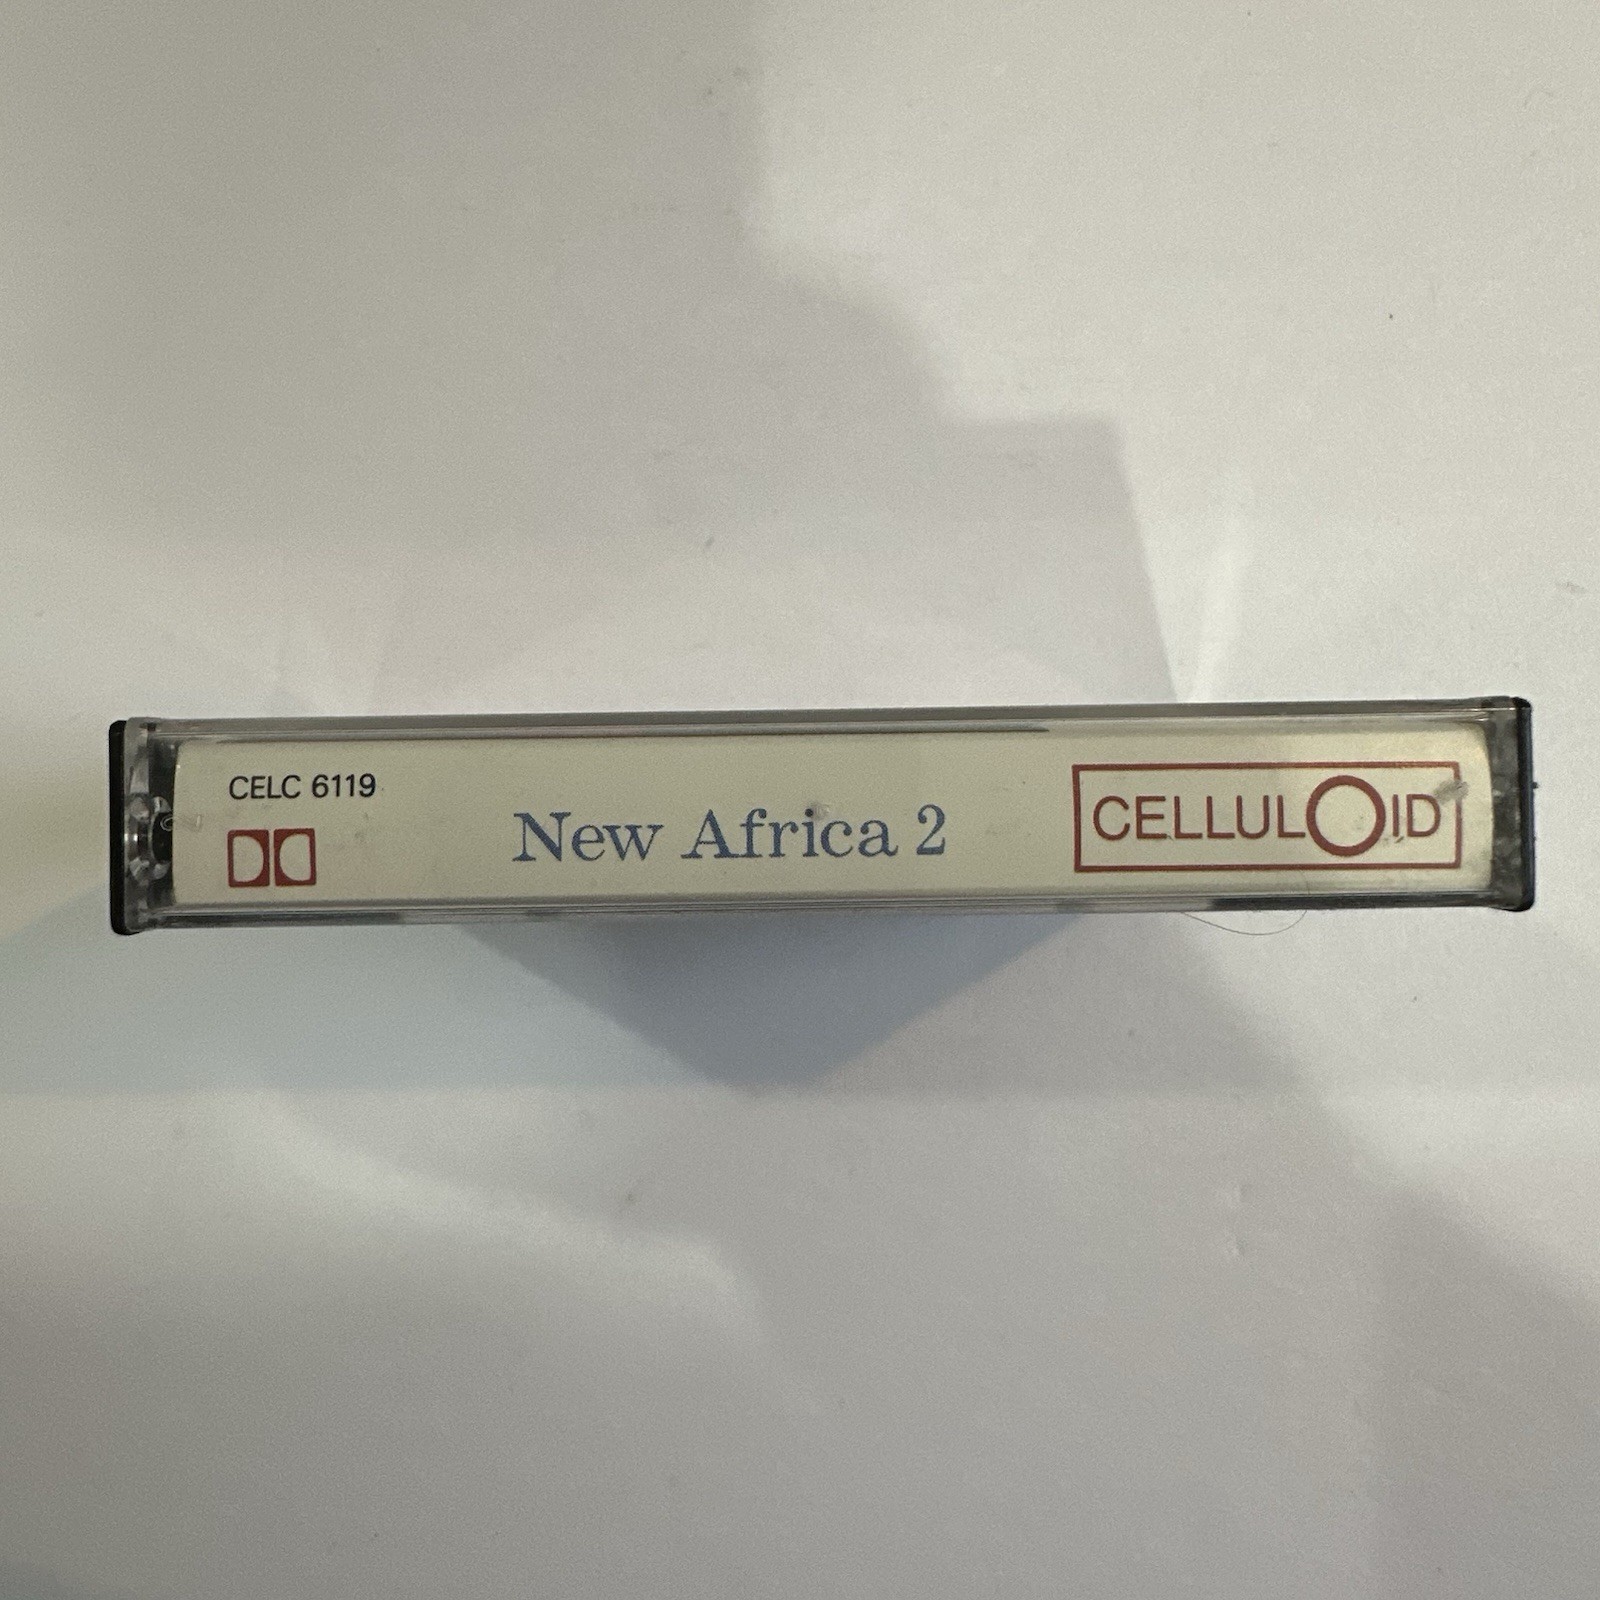 CELC 6119
New Africa 2
CELLULOID